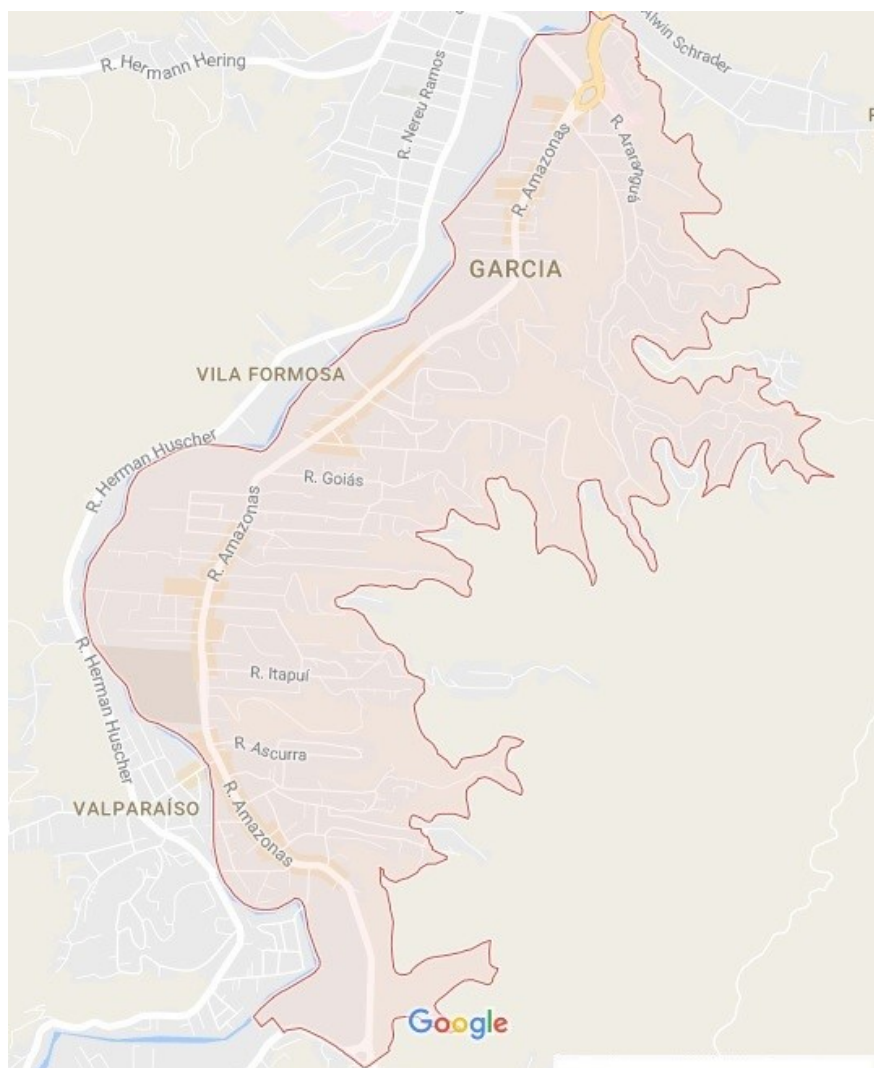 Alwin Schrader
R. Hermann Hering
R. Nereu Ramos
R. Amazonas
R. Araranguá
GARCIA
VILA FORMOSA
R. Herman Huscher
R. Goiás
R. Amazonas
R. Herman Huscher
R. Itapuí
R. Ascurra
VALPARAÍSO
R. Amazonas
Google